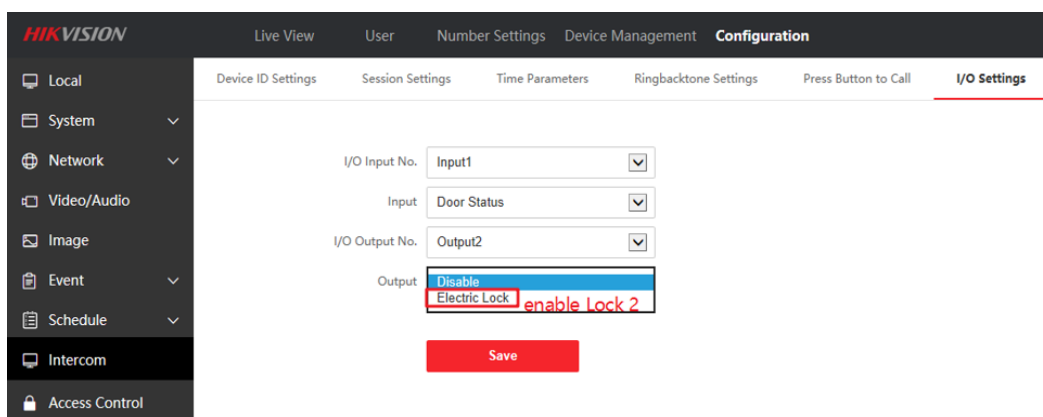 HIKVISION
Live View User Number Settings Device Management Configuration
Local
Device ID Settings Session Settings Time Parameters Ringbacktone Settings Press Button to Call I/O Settings
System
Network
Video/Audio
Image
Event
Schedule
Intercom
Access Control
I/O Input No. Input1
Input Door Status
I/O Output No. Output2
Output Disable
Electric Lock enable Lock 2
Save